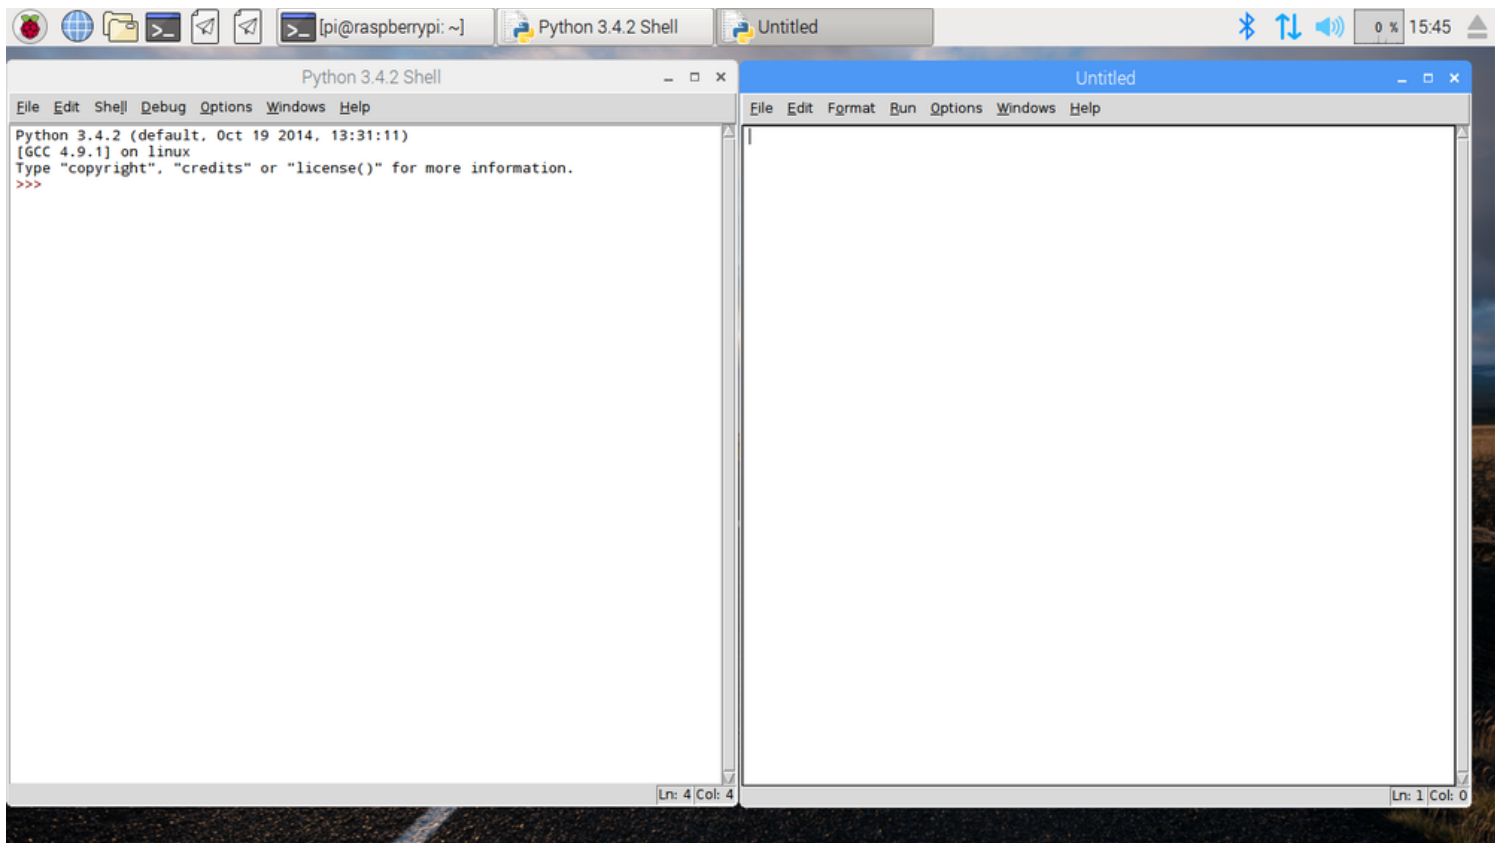 [pi@raspberrypi: ~] Python 3.4.2 Shell Untitled 0 % 15:45
Python 3.4.2 Shell
File Edit Shell Debug Options Windows Help
Python 3.4.2 (default, Oct 19 2014, 13:31:11)
[GCC 4.9.1] on linux
Type "copyright", "credits" or "license()" for more information.
>>>
Ln: 4 Col: 4
Untitled
File Edit Format Run Options Windows Help
Ln: 1 Col: 0